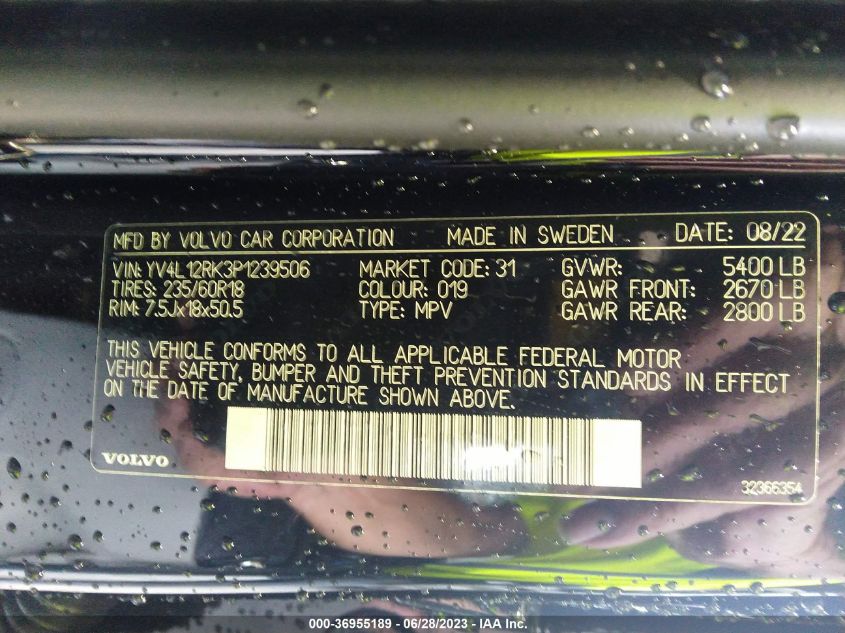 MFD BY VOLVO CAR CORPORATION MADE IN SWEDEN DATE: 08/22
VIN: YV4L12RK3P1239506 MARKET CODE: 31 GVWR: 5400 LB
TIRES: 235/60R18 COLOUR: 019 GAWR FRONT: 2670 LB
RIM: 7.5Jx18x50.5 TYPE: MPV GAWR REAR: 2800 LB
THIS VEHICLE CONFORMS TO ALL APPLICABLE FEDERAL MOTOR
VEHICLE SAFETY, BUMPER AND THEFT PREVENTION STANDARDS IN EFFECT
ON THE DATE OF MANUFACTURE SHOWN ABOVE.
VOLVO
32366354
000-36955189 - 06/28/2023 - IAA Inc.